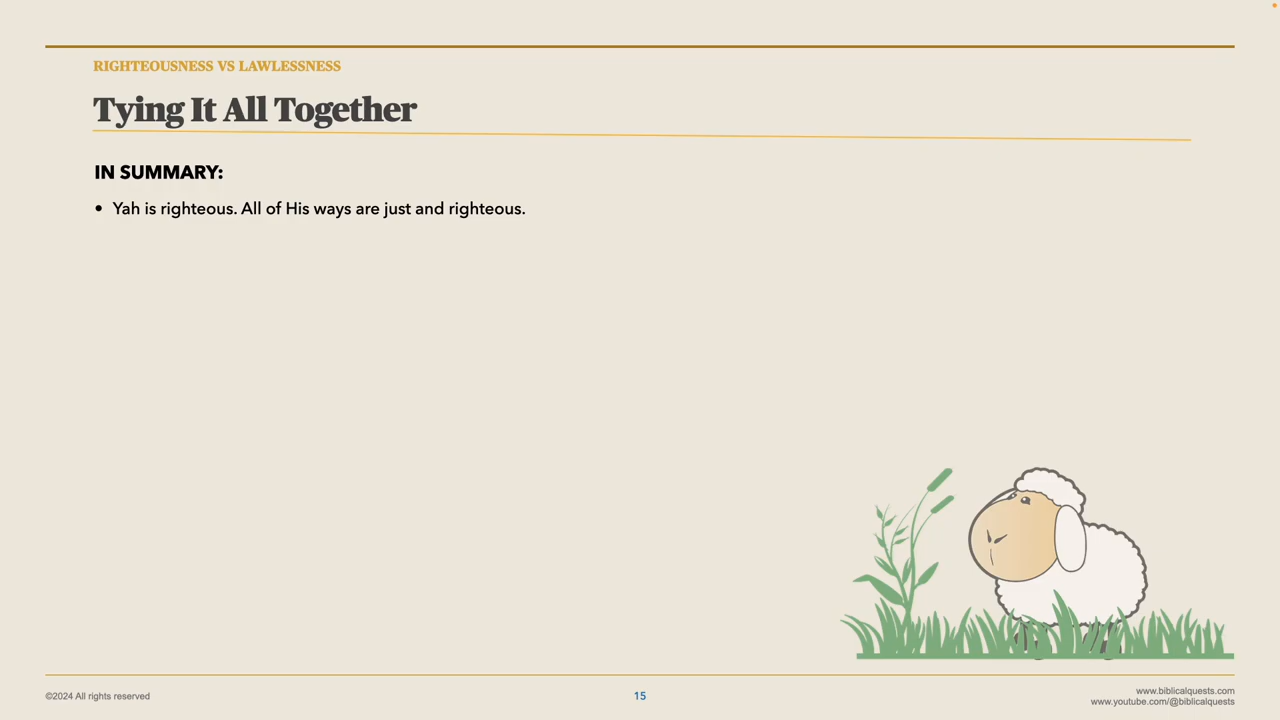 RIGHTEOUSNESS VS LAWLESSNESS
Tying It All Together
IN SUMMARY:
• Yah is righteous. All of His ways are just and righteous.
©2024 All rights reserved
15
www.biblicalquests.com
www.youtube.com/@biblicalquests